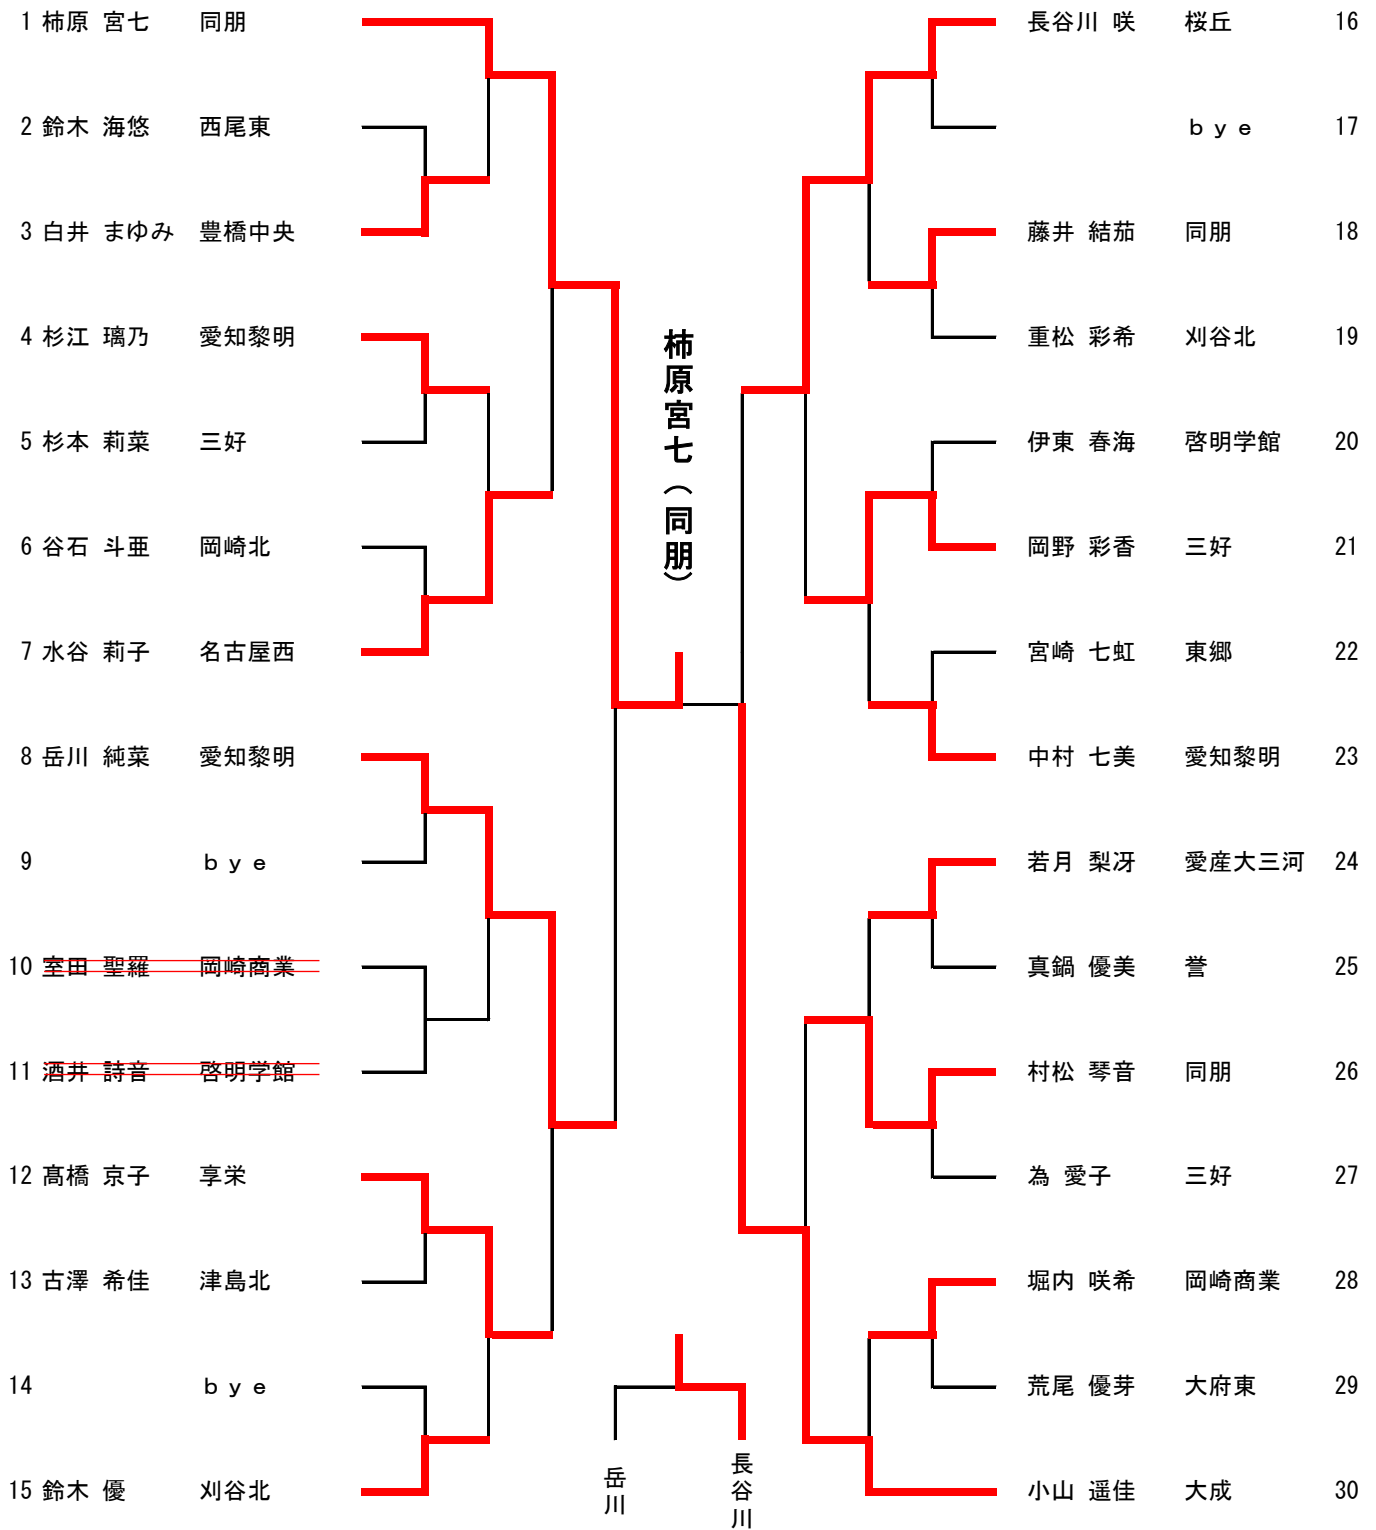 1 柿原 宮七 同朋
2 鈴木 海悠 西尾東
3 白井 まゆみ 豊橋中央
4 杉江 璃乃 愛知黎明
5 杉本 莉菜 三好
6 谷石 斗亜 岡崎北
7 水谷 莉子 名古屋西
8 岳川 純菜 愛知黎明
9 ｂｙｅ
10 室田 聖羅 岡崎商業
11 酒井 詩音 啓明学館
12 髙橋 京子 享栄
13 古澤 希佳 津島北
14 ｂｙｅ
15 鈴木 優 刈谷北
柿原宮七（同朋）
岳川
長谷川
長谷川 咲 桜丘 16
ｂｙｅ 17
藤井 結茄 同朋 18
重松 彩希 刈谷北 19
伊東 春海 啓明学館 20
岡野 彩香 三好 21
宮崎 七虹 東郷 22
中村 七美 愛知黎明 23
若月 梨冴 愛産大三河 24
真鍋 優美 誉 25
村松 琴音 同朋 26
為 愛子 三好 27
堀内 咲希 岡崎商業 28
荒尾 優芽 大府東 29
小山 遥佳 大成 30